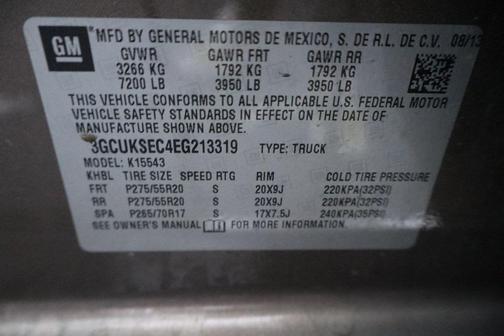 GM
MFD BY GENERAL MOTORS DE MEXICO, S. DE R.L. DE C.V. 08/13
GVWR GAWR FRT GAWR RR
3266 KG 1792 KG 1792 KG
7200 LB 3950 LB 3950 LB
THIS VEHICLE CONFORMS TO ALL APPLICABLE U.S. FEDERAL MOTOR
VEHICLE SAFETY STANDARDS IN EFFECT ON THE DATE OF
MANUFACTURE SHOWN ABOVE.
3GCUKSEC4EG213319 TYPE: TRUCK
MODEL: K15543
KHBL TIRE SIZE SPEED RTG RIM COLD TIRE PRESSURE
FRT P275/55R20 S 20X9J 220KPA(32PSI)
RR P275/55R20 S 20X9J 220KPA(32PSI)
SPA P265/70R17 S 17X7.5J 240KPA(35PSI)
SEE OWNER'S MANUAL FOR MORE INFORMATION.